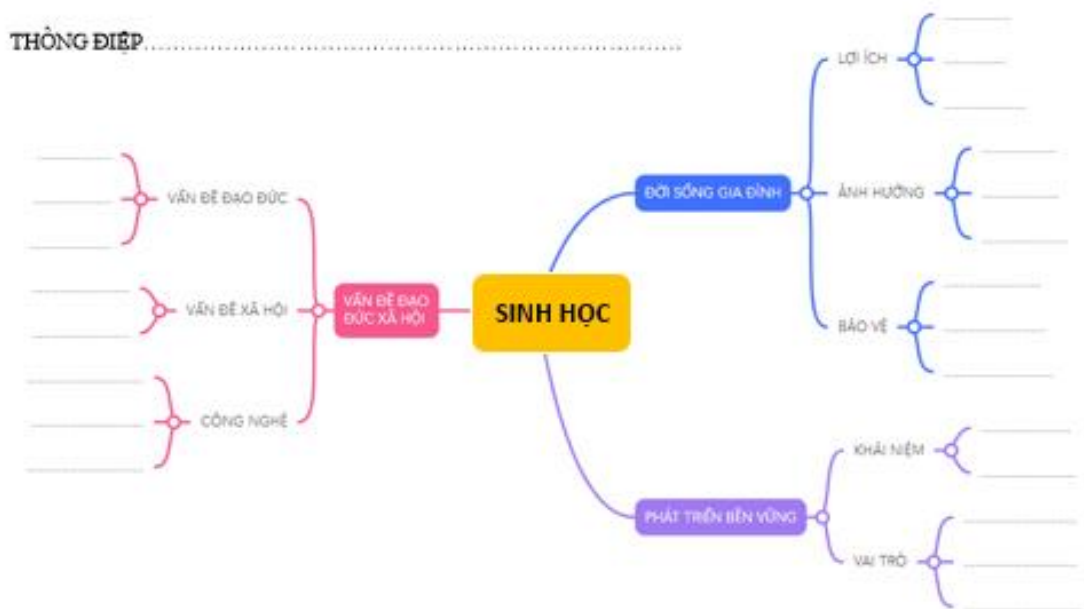 THÔNG ĐIỆP
LỢI ÍCH
ĐỜI SỐNG GIA ĐÌNH
ẢNH HƯỞNG
BẢO VỆ
VẤN ĐỀ ĐẠO ĐỨC
VẤN ĐỀ XÃ HỘI
VẤN ĐỀ ĐẠO
ĐỨC XÃ HỘI
CÔNG NGHỆ
SINH HỌC
KHÁI NIỆM
PHÁT TRIỂN BỀN VỮNG
VAI TRÒ